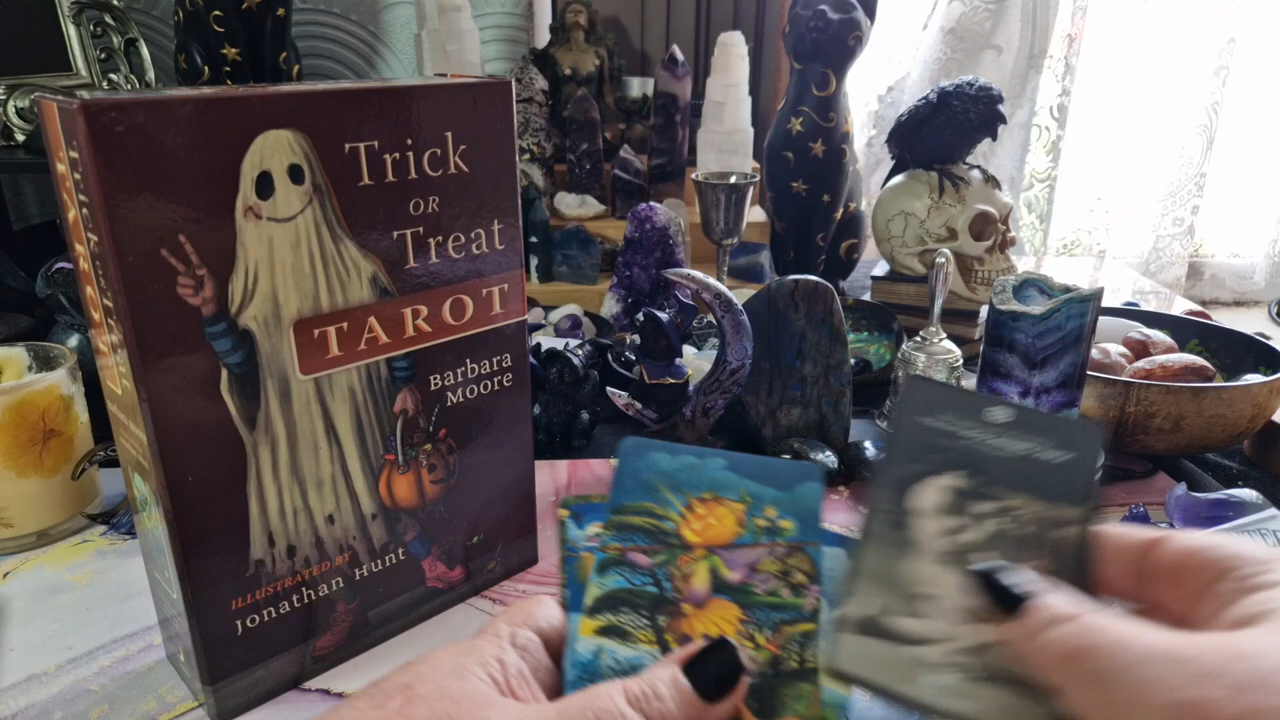 Trick
OR
Treat
TAROT
Barbara
Moore
ILLUSTRATED BY
Jonathan Hunt